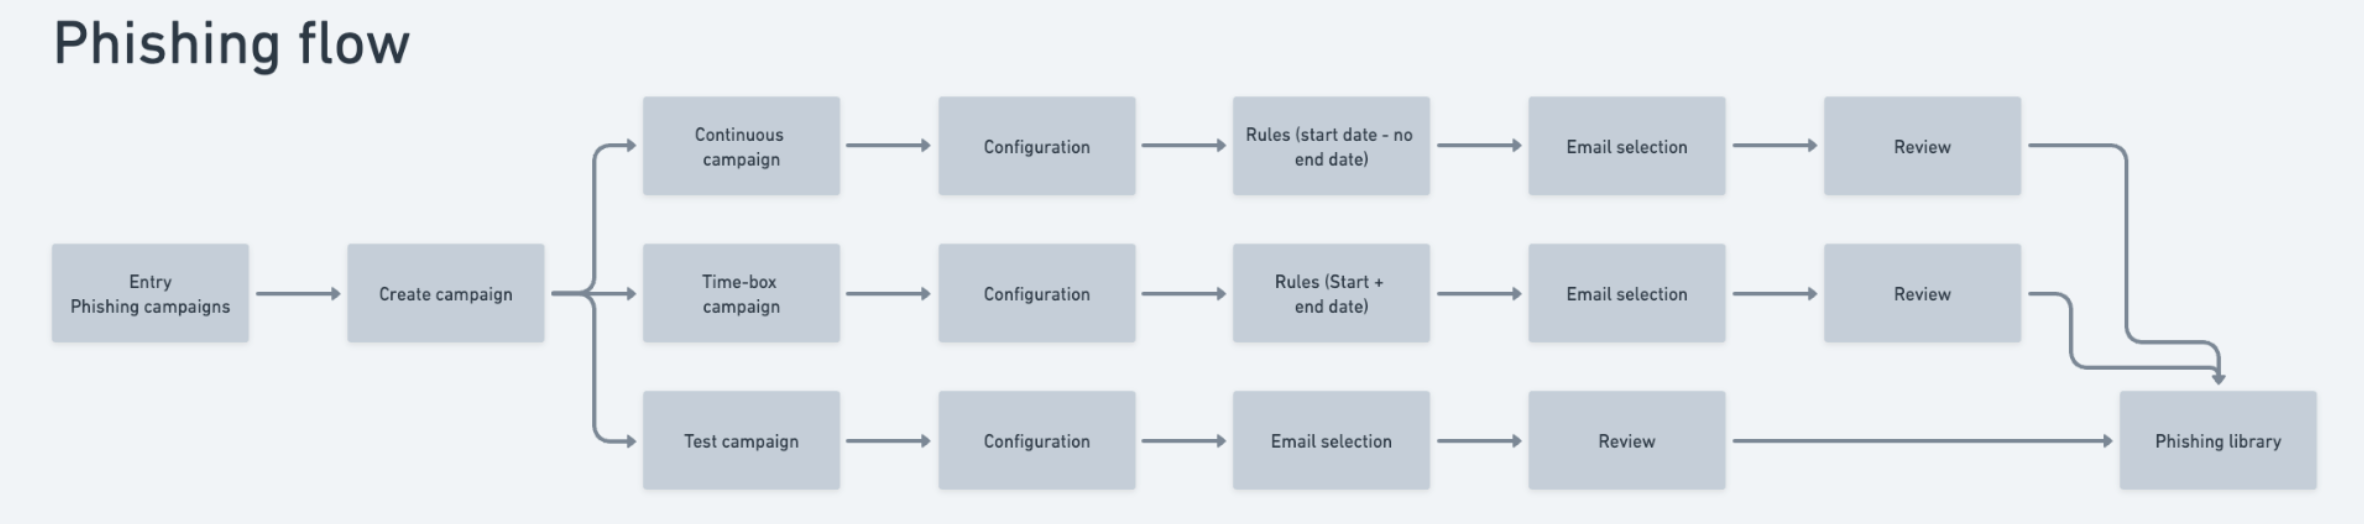 Phishing flow
Continuous
campaign
Configuration
Rules (start date - no
end date)
Email selection
Review
Entry
Phishing campaigns
Create campaign
Time-box
campaign
Configuration
Rules (Start +
end date)
Email selection
Review
Test campaign
Configuration
Email selection
Review
Phishing library